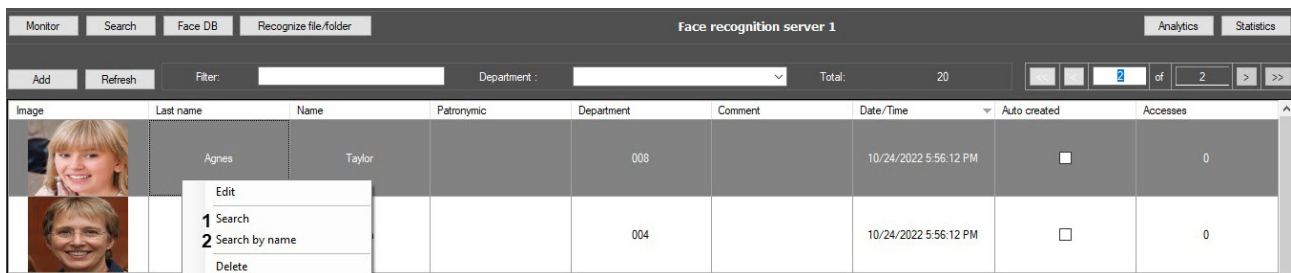 Monitor Search Face DB Recognize file/folder Face recognition server 1 Analytics Statistics
Add Refresh Filter: Department : Total: 20 << < 2 of 2 > >>
Image Last name Name Patronymic Department Comment Date/Time Auto created Accesses
Agnes Taylor 008 10/24/2022 5:56:12 PM 0
Edit
1 Search
004 10/24/2022 5:56:12 PM 0
2 Search by name
Delete